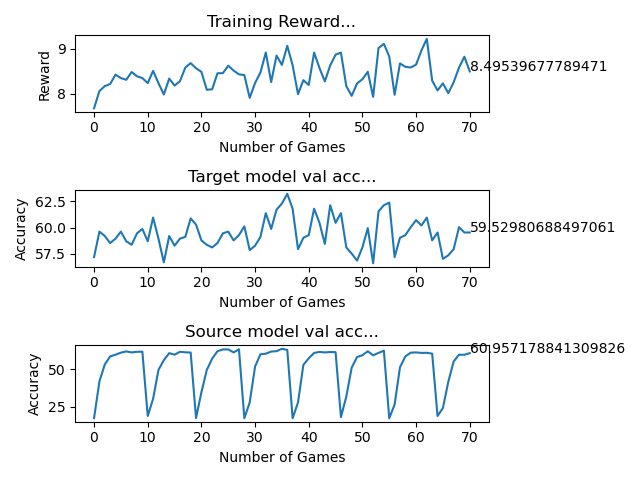 Training Reward...
9
8
Reward
8.49539677789471
0 10 20 30 40 50 60 70
Number of Games
Target model val acc...
62.5
60.0
57.5
Accuracy
59.52980688497061
0 10 20 30 40 50 60 70
Number of Games
Source model val acc...
50
25
Accuracy
60.957178841309826
0 10 20 30 40 50 60 70
Number of Games